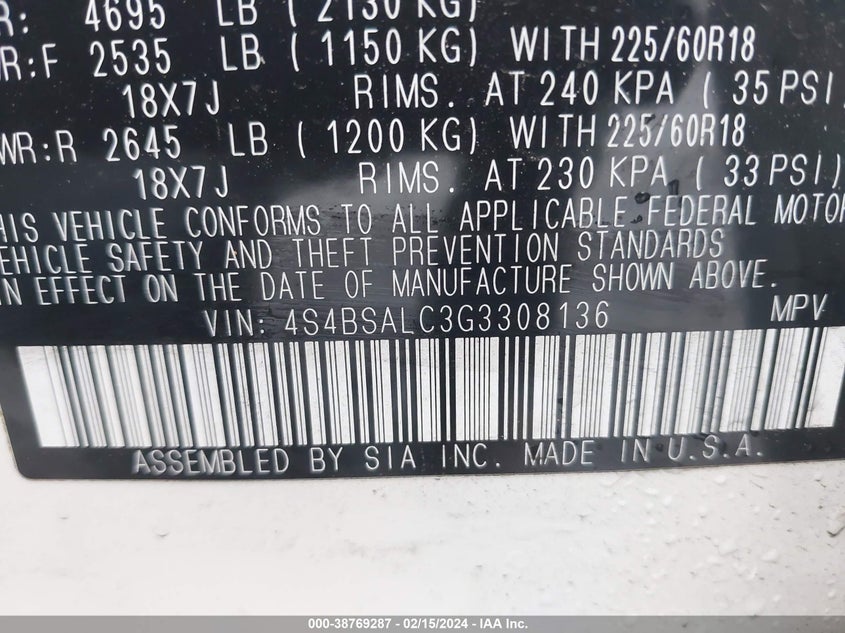 4695 LB ( 2130 KG)
WR:F 2535 LB ( 1150 KG) WITH 225/60R18
18X7J RIMS. AT 240 KPA ( 35 PSI)
WR:R 2645 LB ( 1200 KG) WITH 225/60R18
18X7J RIMS. AT 230 KPA ( 33 PSI)
HIS VEHICLE CONFORMS TO ALL APPLICABLE FEDERAL MOTOR
EHICLE SAFETY AND THEFT PREVENTION STANDARDS
N EFFECT ON THE DATE OF MANUFACTURE SHOWN ABOVE.
VIN: 4S4BSALC3G3308136 MPV
ASSEMBLED BY SIA INC. MADE IN U.S.A.
000-38769287 - 02/15/2024 - IAA Inc.